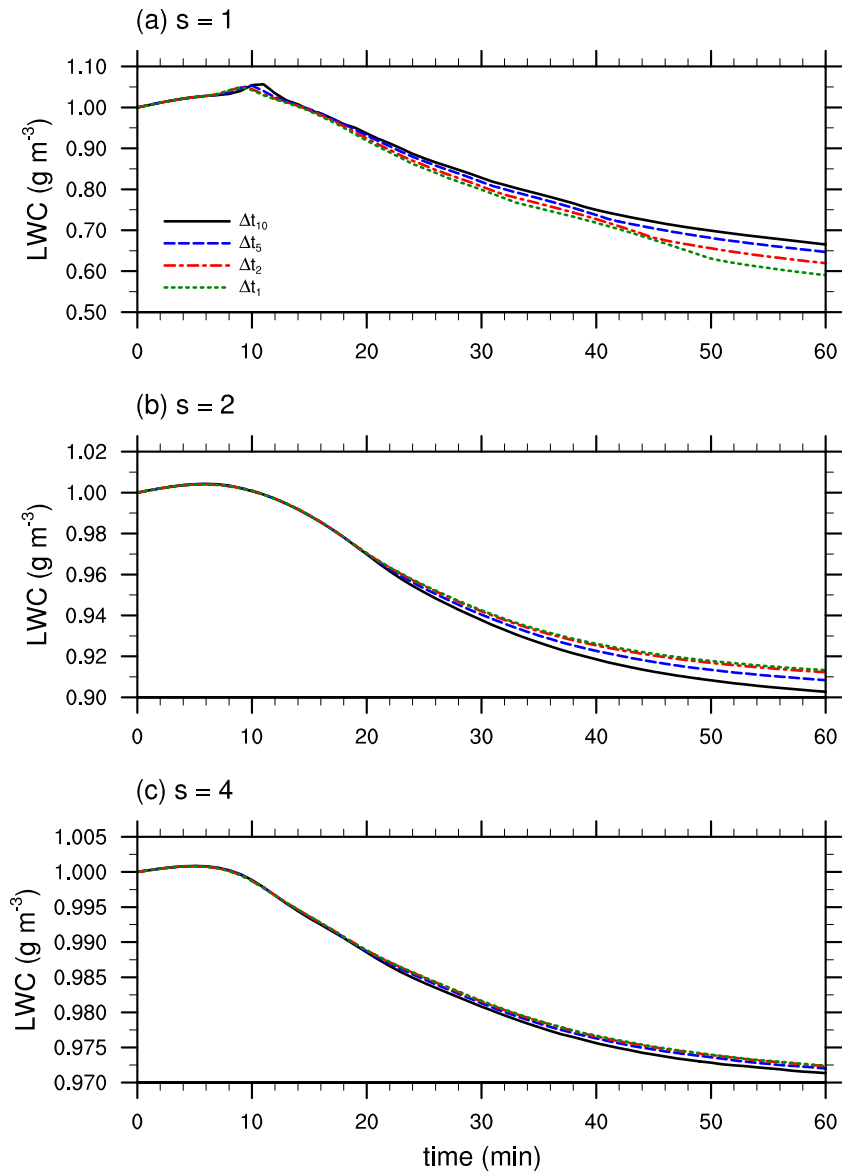 (a) s = 1
LWC (g m⁻³)
1.10
1.00
0.90
0.80
0.70
0.60
0.50
Δt₁₀
Δt₅
Δt₂
Δt₁
0 10 20 30 40 50 60
(b) s = 2
LWC (g m⁻³)
1.02
1.00
0.98
0.96
0.94
0.92
0.90
0 10 20 30 40 50 60
(c) s = 4
LWC (g m⁻³)
1.005
1.000
0.995
0.990
0.985
0.980
0.975
0.970
0 10 20 30 40 50 60
time (min)